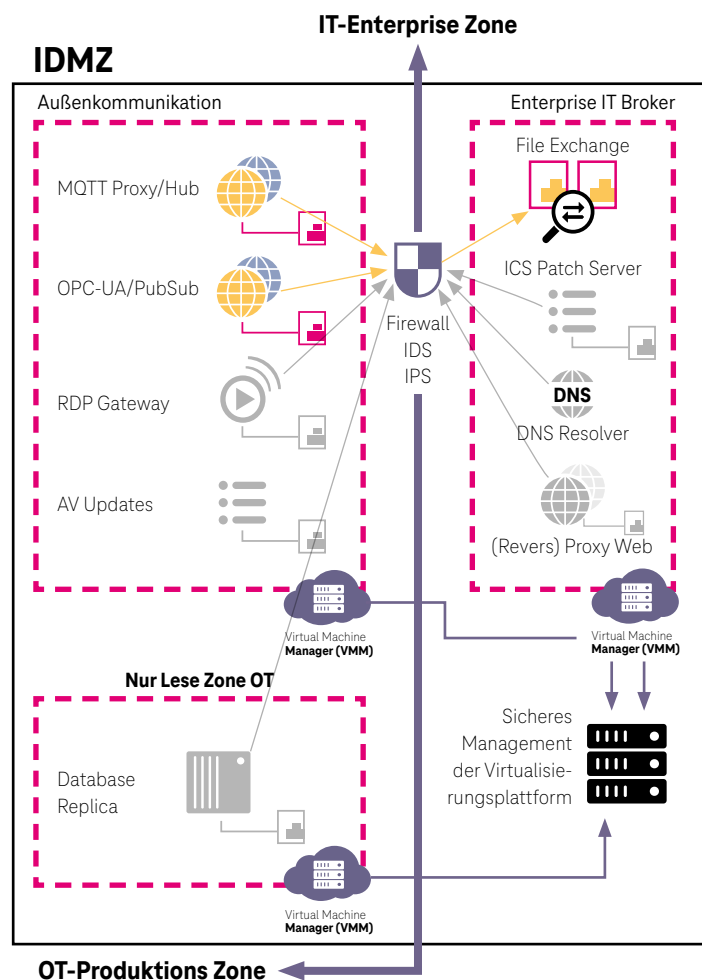 IT-Enterprise Zone
IDMZ
Außenkommunikation
MQTT Proxy/Hub
OPC-UA/PubSub
RDP Gateway
AV Updates
Virtual Machine
Manager (VMM)
Firewall
IDS
IPS
Enterprise IT Broker
File Exchange
ICS Patch Server
DNS
DNS Resolver
(Revers) Proxy Web
Virtual Machine
Manager (VMM)
Nur Lese Zone OT
Database
Replica
Virtual Machine
Manager (VMM)
Sicheres
Management
der Virtualisie-
rungsplattform
OT-Produktions Zone